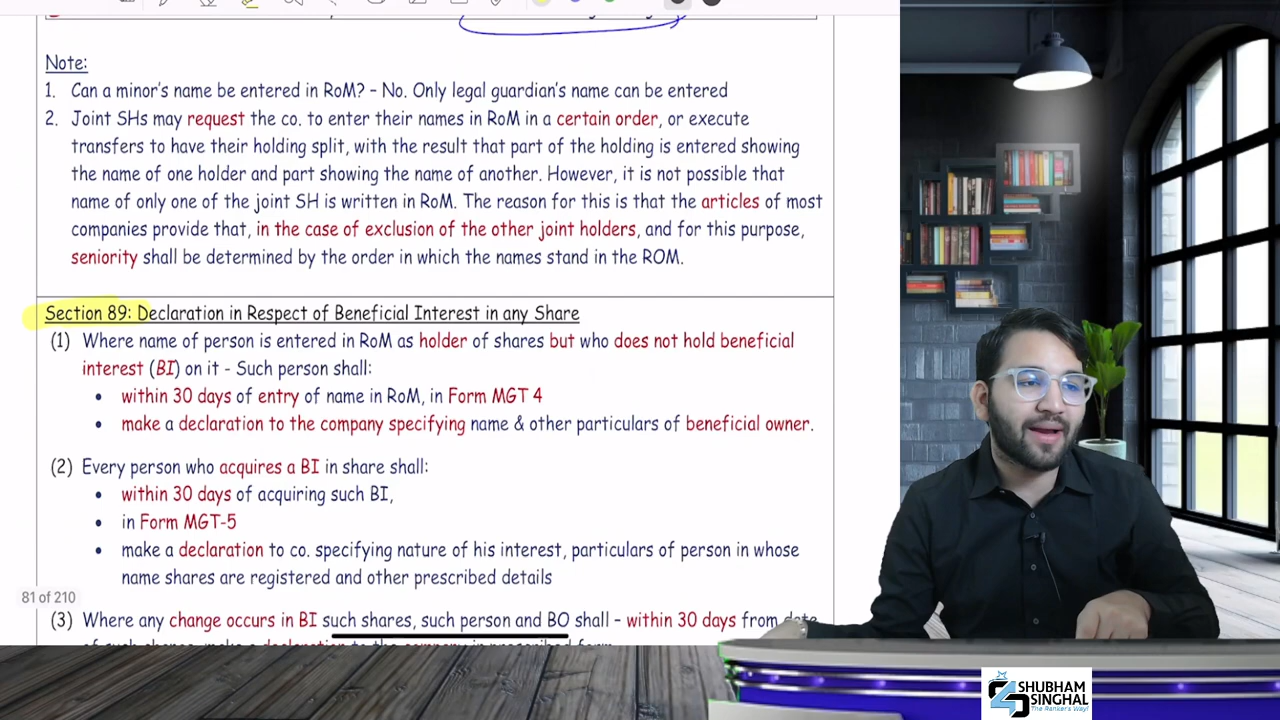 Note:
1. Can a minor's name be entered in RoM? – No. Only legal guardian's name can be entered
2. Joint SHs may request the co. to enter their names in RoM in a certain order, or execute
transfers to have their holding split, with the result that part of the holding is entered showing
the name of one holder and part showing the name of another. However, it is not possible that
name of only one of the joint SH is written in RoM. The reason for this is that the articles of most
companies provide that, in the case of exclusion of the other joint holders, and for this purpose,
seniority shall be determined by the order in which the names stand in the ROM.
Section 89: Declaration in Respect of Beneficial Interest in any Share
(1) Where name of person is entered in RoM as holder of shares but who does not hold beneficial
interest (BI) on it - Such person shall:
• within 30 days of entry of name in RoM, in Form MGT 4
• make a declaration to the company specifying name & other particulars of beneficial owner.
(2) Every person who acquires a BI in share shall:
• within 30 days of acquiring such BI,
• in Form MGT-5
• make a declaration to co. specifying nature of his interest, particulars of person in whose
name shares are registered and other prescribed details
81 of 210
(3) Where any change occurs in BI such shares, such person and BO shall – within 30 days from date
SHUBHAM
SINGHAL
The Ranker's Way!